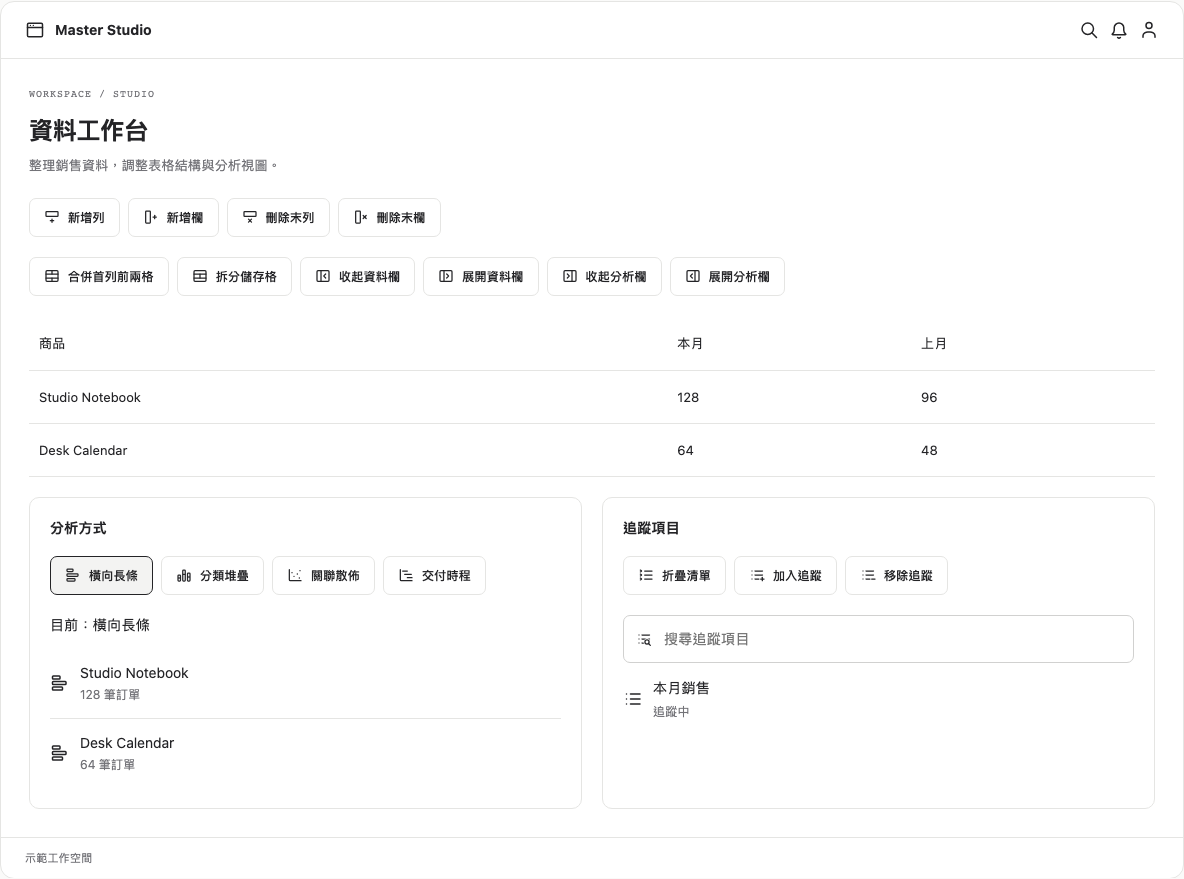 Master Studio
WORKSPACE / STUDIO
資料工作台
整理銷售資料，調整表格結構與分析視圖。
新增列 新增欄 刪除末列 刪除末欄
合併首列前兩格 拆分儲存格 收起資料欄 展開資料欄 收起分析欄 展開分析欄
商品 本月 上月
Studio Notebook 128 96
Desk Calendar 64 48
分析方式
橫向長條 分類堆疊 關聯散佈 交付時程
目前：橫向長條
Studio Notebook
128 筆訂單
Desk Calendar
64 筆訂單
追蹤項目
折疊清單 加入追蹤 移除追蹤
搜尋追蹤項目
本月銷售
追蹤中
示範工作空間